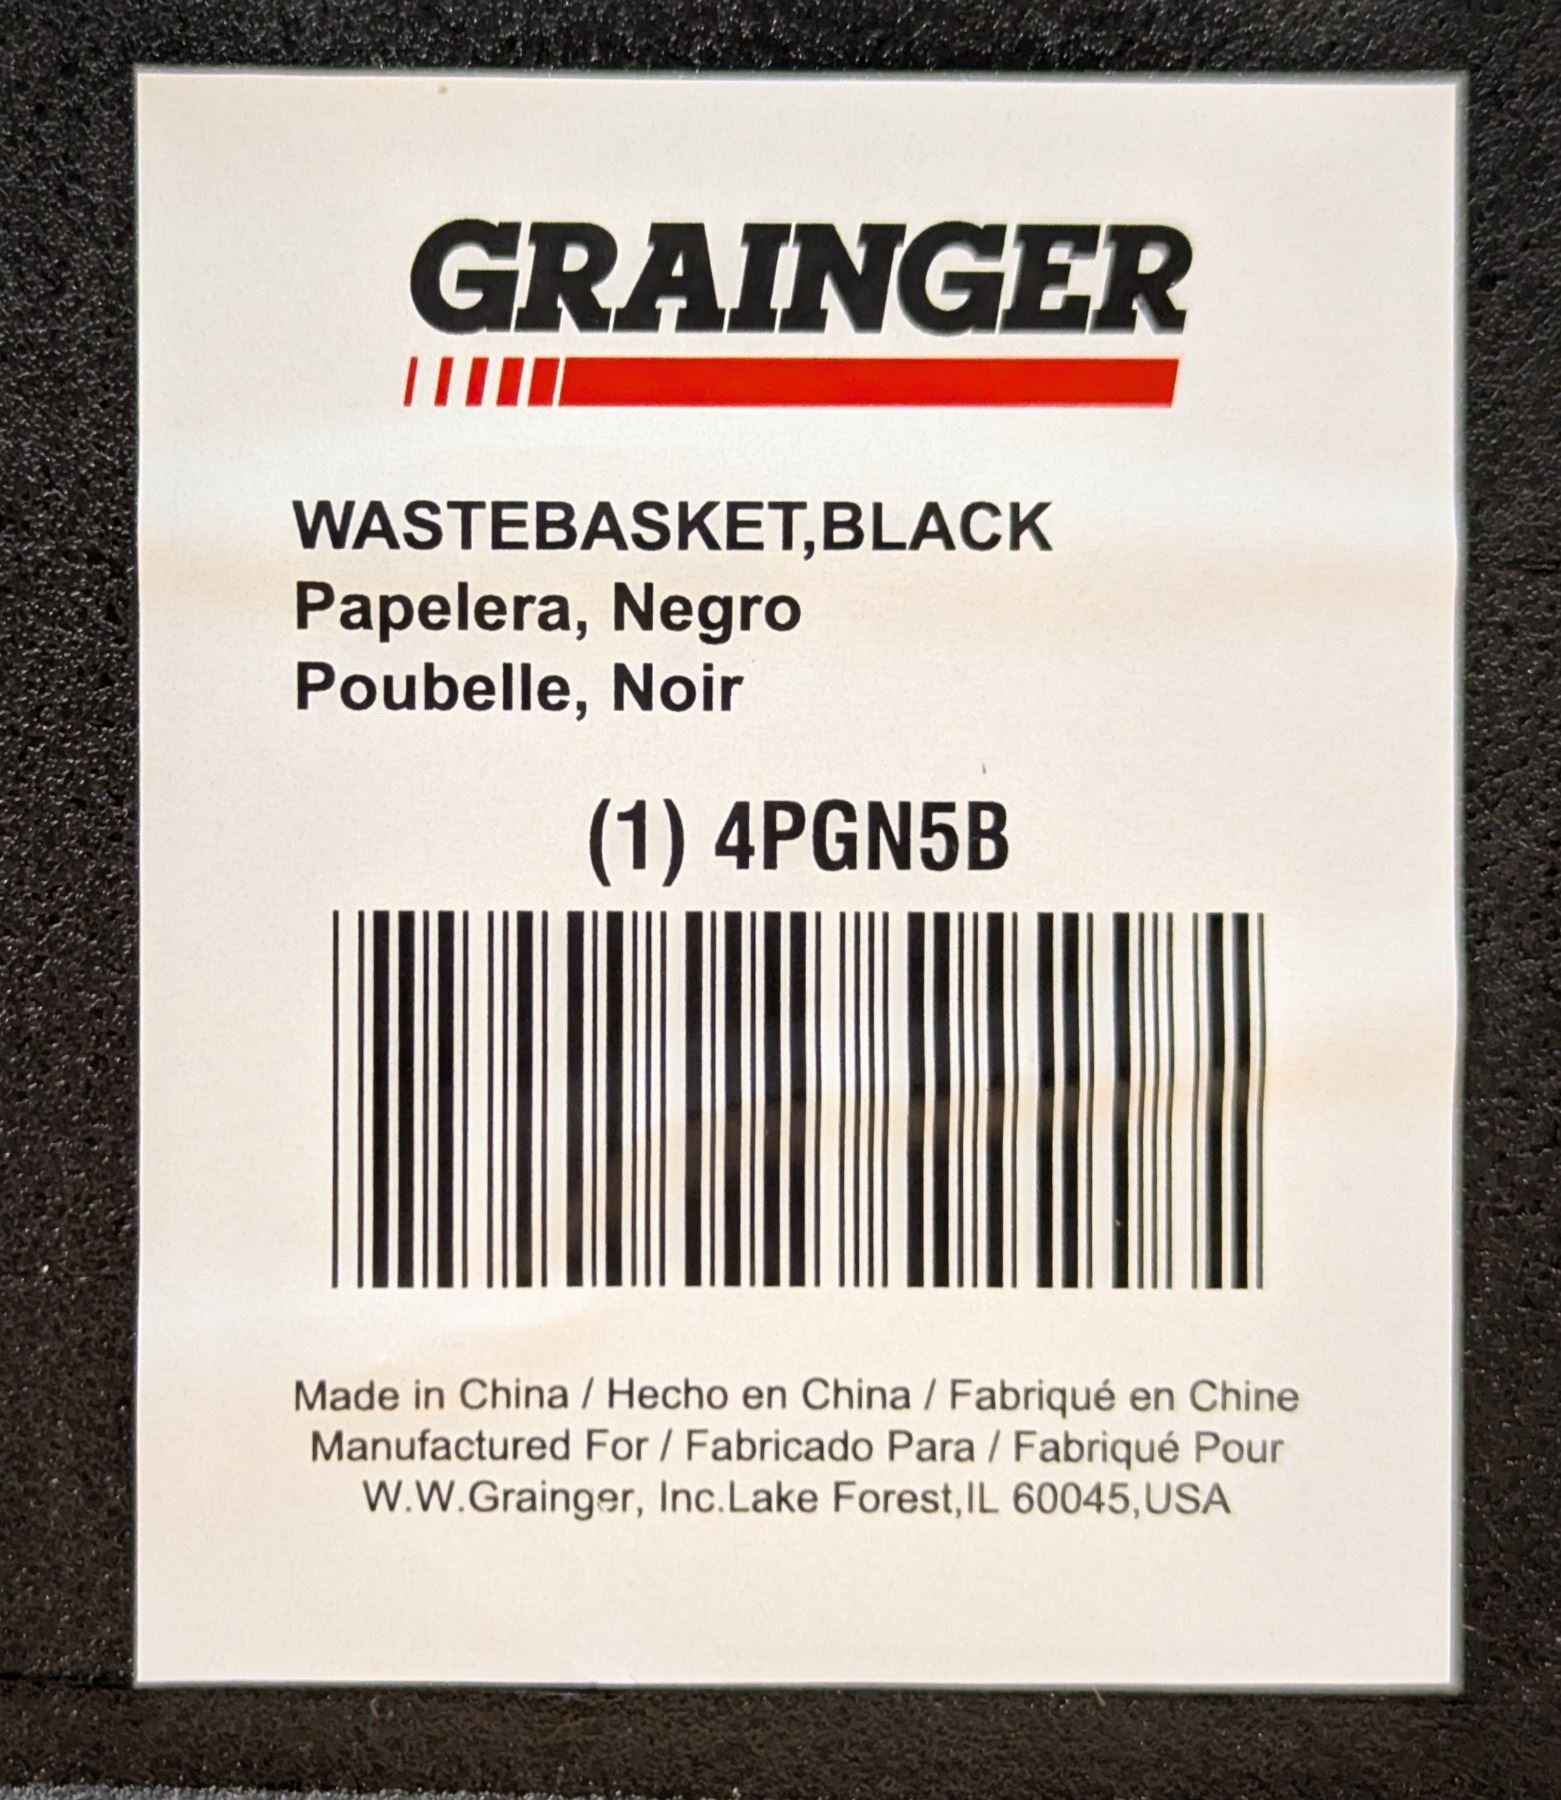 GRAINGER
WASTEBASKET,BLACK
Papelera, Negro
Poubelle, Noir
(1) 4PGN5B
Made in China / Hecho en China / Fabriqué en Chine
Manufactured For / Fabricado Para / Fabriqué Pour
W.W.Grainger, Inc.Lake Forest,IL 60045,USA